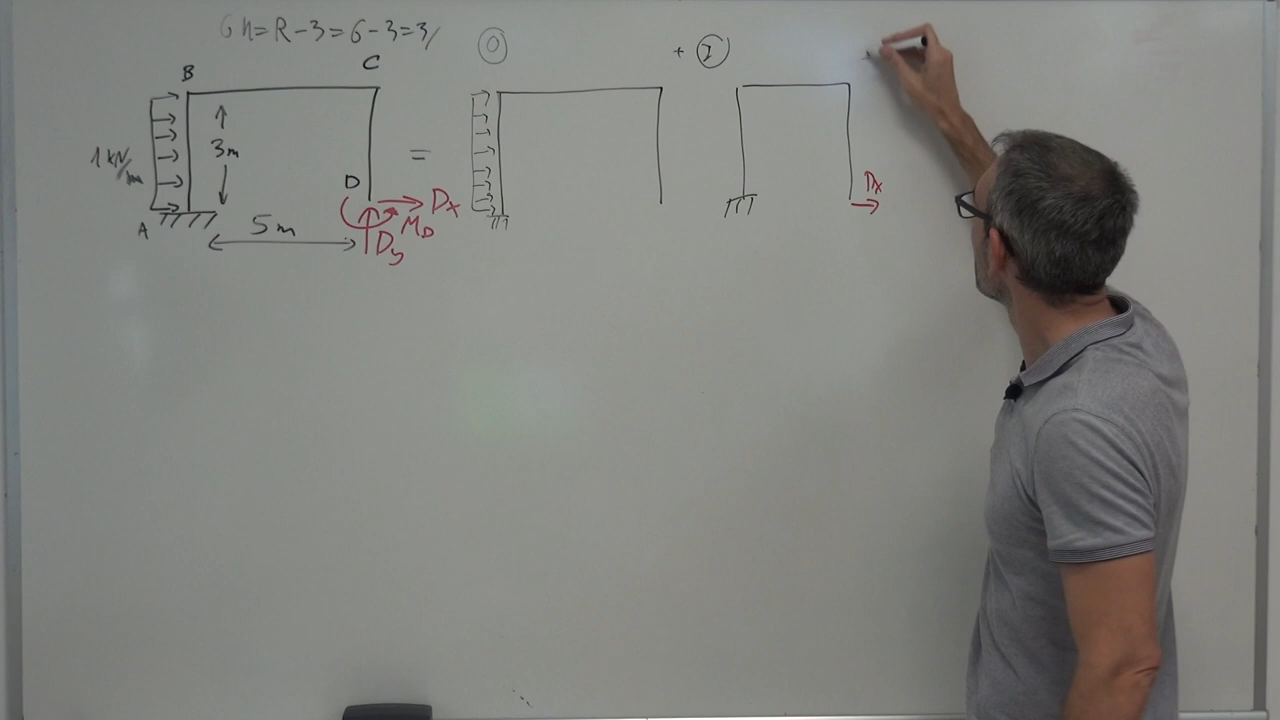 GH=R-3=6-3=3/
0
+ I
B
C
1 kN/m
3m
=
D
Dx
Dx
MD
A
5m
Dy